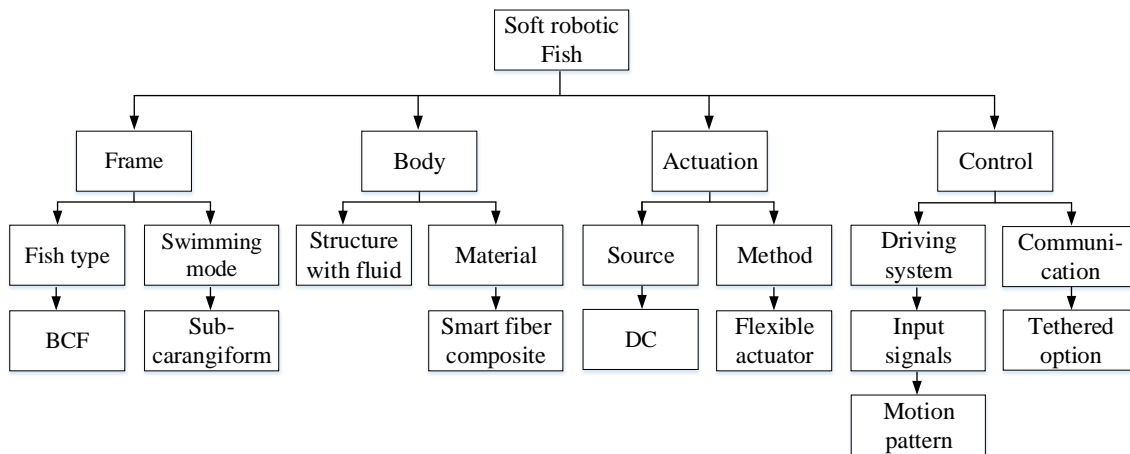 Soft robotic
Fish
Frame
Body
Actuation
Control
Fish type
Swimming
mode
Structure
with fluid
Material
Source
Method
Driving
system
Communi-
cation
BCF
Sub-
carangiform
Smart fiber
composite
DC
Flexible
actuator
Input
signals
Tethered
option
Motion
pattern